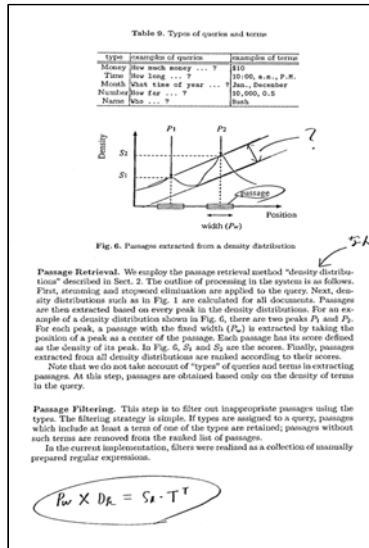 Table 9. Types of queries and terms
type examples of queries examples of terms
Money How much money ... ? $10
Time How long ... ? 10:00, a.m., P.M.
Month What time of year ... ? Jan., December
Number How far ... ? 10,000, 0.5
Name Who ... ? Bush
Density
P1 P2
?
S2
S1
passage
Position
width (Pw)
Fig. 6. Passages extracted from a density distribution
Passage Retrieval. We employ the passage retrieval method "density distribu-
tions" described in Sect. 2. The outline of processing in the system is as follows.
First, stemming and stopword elimination are applied to the query. Next, den-
sity distributions such as in Fig. 1 are calculated for all documents. Passages
are then extracted based on every peak in the density distributions. For an ex-
ample of a density distribution shown in Fig. 6, there are two peaks P1 and P2.
For each peak, a passage with the fixed width (Pw) is extracted by taking the
position of a peak as a center of the passage. Each passage has its score defined
as the density of its peak. In Fig. 6, S1 and S2 are the scores. Finally, passages
extracted from all density distributions are ranked according to their scores.
Note that we do not take account of "types" of queries and terms in extracting
passages. At this step, passages are obtained based only on the density of terms
in the query.
Passage Filtering. This step is to filter out inappropriate passages using the
types. The filtering strategy is simple. If types are assigned to a query, passages
which include at least a term of one of the types are retained; passages without
such terms are removed from the ranked list of passages.
In the current implementation, filters were realized as a collection of manually
prepared regular expressions.